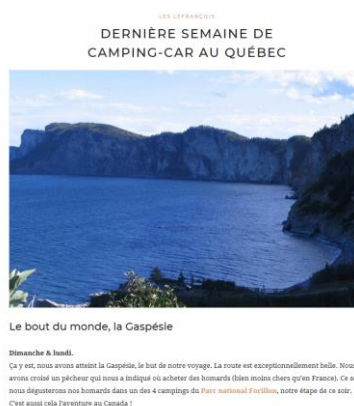 LES LEFRANÇOIS
DERNIÈRE SEMAINE DE
CAMPING-CAR AU QUÉBEC
Le bout du monde, la Gaspésie
Dimanche & lundi.
Ça y est, nous avons atteint la Gaspésie, le but de notre voyage. La route est exceptionnellement belle. Nous
avons croisé un pêcheur qui nous a indiqué où acheter des homards (bien moins chers qu'en France). Ce s
nous dégusterons nos homards dans un des 4 campings du Parc national Forillon, notre étape de ce soir.
C'est aussi cela l'aventure au Canada !